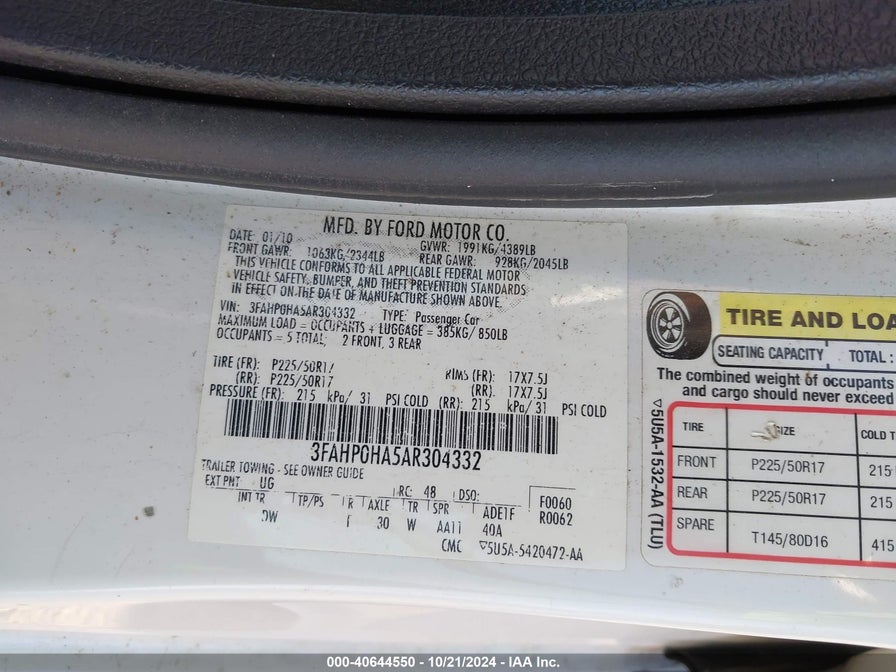 MFD. BY FORD MOTOR CO.
DATE: 01/10 GVWR: 1991KG/4389LB
FRONT GAWR: 1063KG/2344LB REAR GAWR: 928KG/2045LB
THIS VEHICLE CONFORMS TO ALL APPLICABLE FEDERAL MOTOR
VEHICLE SAFETY, BUMPER, AND THEFT PREVENTION STANDARDS
IN EFFECT ON THE DATE OF MANUFACTURE SHOWN ABOVE.
VIN: 3FAHP0HA5AR304332 TYPE: Passenger Car
MAXIMUM LOAD = OCCUPANTS + LUGGAGE = 385KG/ 850LB
OCCUPANTS = 5 TOTAL; 2 FRONT, 3 REAR
TIRE (FR): P225/50R17 RIMS (FR): 17X7.5J
(RR): P225/50R17 (RR): 17X7.5J
PRESSURE (FR): 215 kPa/ 31 PSI COLD (RR): 215 kPa/ 31 PSI COLD
3FAHP0HA5AR304332
TRAILER TOWING - SEE OWNER GUIDE
EXT PNT: UG RC: 48 DSO: F0060
INT TR TP/PS R AXLE TR SPR ADE1F R0062
DW 30 W AA11 40A
CMC ▽5U5A-5420472-AA
TIRE AND LOA
SEATING CAPACITY TOTAL :
The combined weight of occupants
and cargo should never exceed
TIRE SIZE COLD T
FRONT P225/50R17 215
REAR P225/50R17 215
SPARE T145/80D16 415
▽5U5A-1532-AA (TLU)
000-40644550 - 10/21/2024 - IAA Inc.